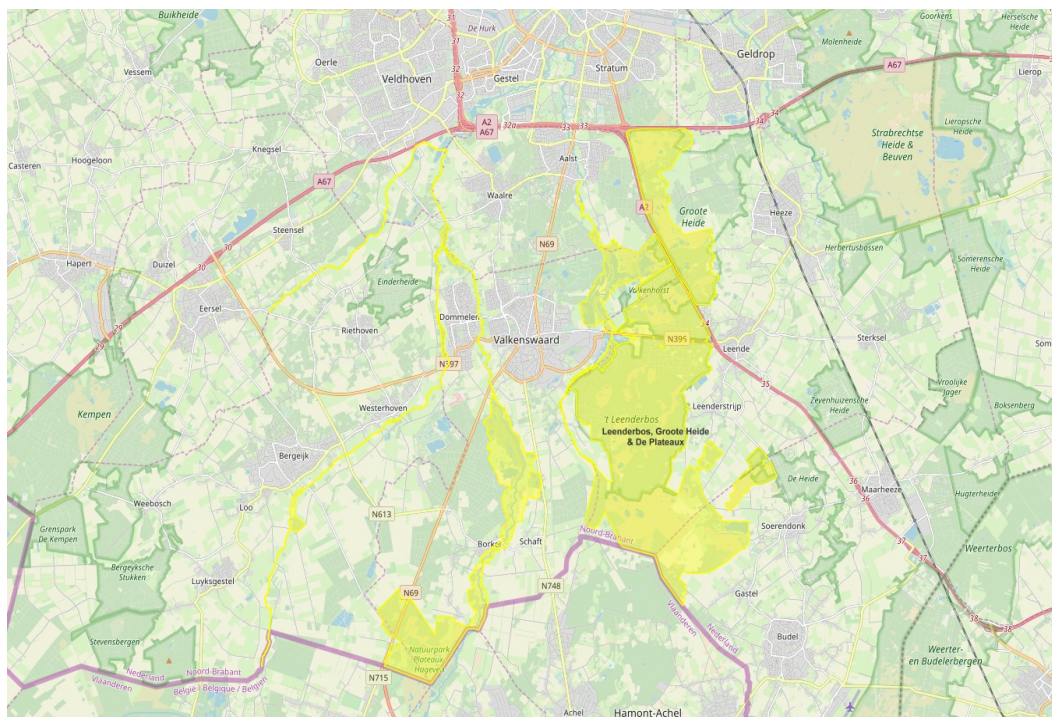 Buikheide
31
De Hurk
Goorkens
Herselsche
Heide
Molenheide
Oerle
Vessem
Veldhoven
Gestel
Stratum
Geldrop
A67
Lierop
32
A2
A67
32a
33
33
34
Knegsel
Hoogeloon
Casteren
Aalst
Strabrechtse
Heide &
Beuven
Lieropsche
Heide
A67
Waalre
A2
Groote
Heide
Heeze
Steensel
N69
Herbertusbossen
Somerensche
Heide
Hapert
Duizel
30
30
Einderheide
Valkenhorst
Eersel
Dommelen
Riethoven
29
29
Valkenswaard
N395
34
Leende
Sterksel
Som
35
N397
Westerhoven
Kempen
't Leenderbos
Leenderbos, Groote Heide
& De Plateaux
Leenderstrijp
Zevenhuizensche
Heide
Vroolijke
Jager
Boksenberg
Bergeijk
De Heide
36
36
Maarheeze
Hugterheide
Weebosch
Loo
N613
Soerendonk
Grenspark
De Kempen
Noord-Brabant
Vlaanderen
Borkel
Schaft
37
37
Weerterbos
Bergeyksche
Stukken
Luyksgestel
N69
N748
Gastel
Nederland
Vlaanderen
Budel
38
38
Stevensbergen
Natuurpark
Plateaux
Hageven
Weerter-
en Budelerbergen
Nederland
Noord-Brabant
Vlaanderen
België / Belgique / Belgien
N715
Achel
Hamont-Achel